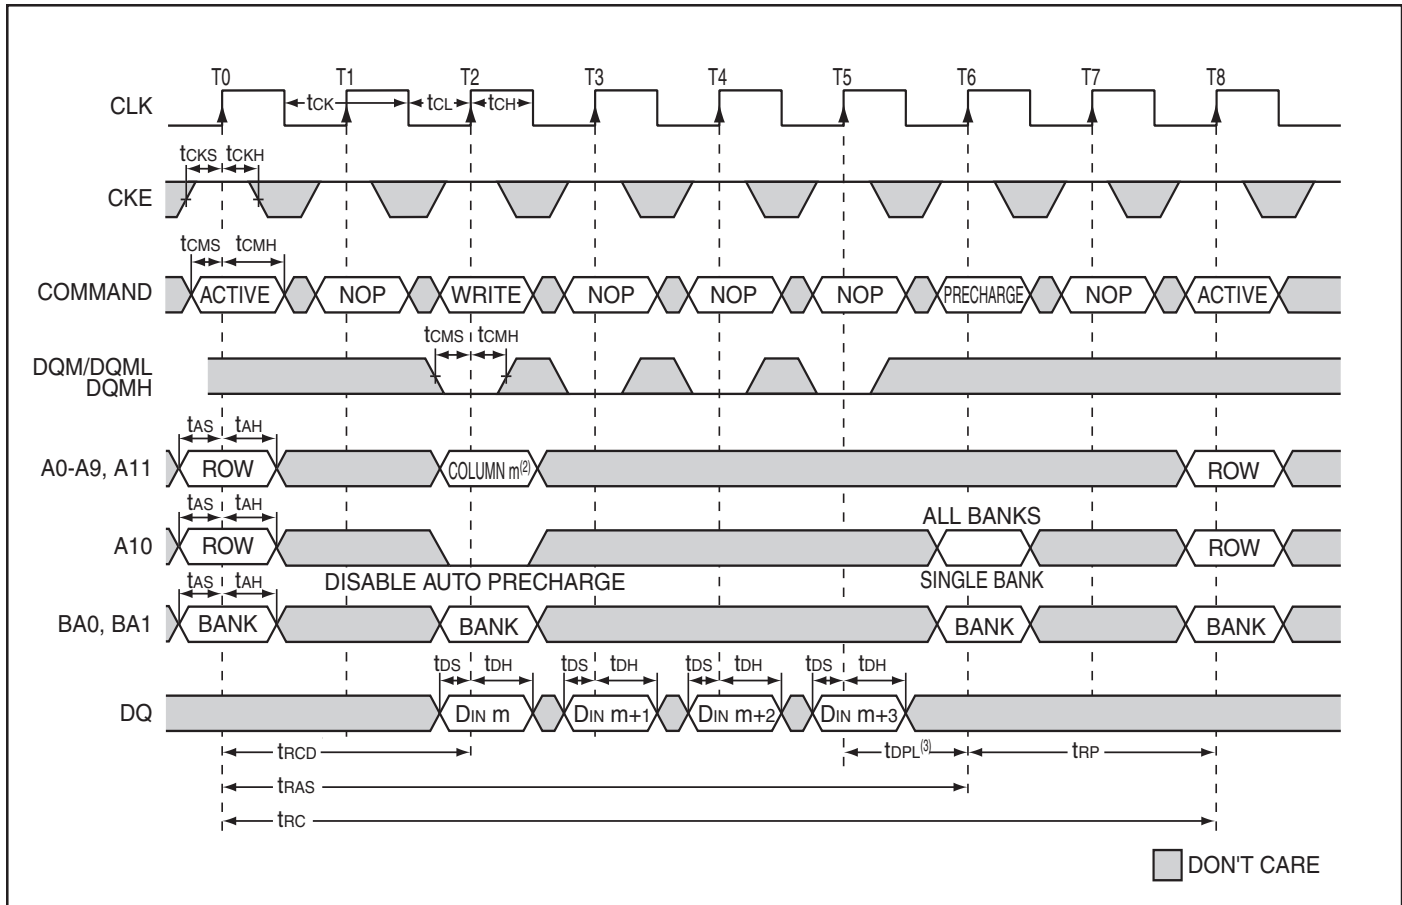 T0 T1 T2 T3 T4 T5 T6 T7 T8
CLK tCK tCL tCH
tCKS tCKH
CKE
tCMS tCMH
COMMAND ACTIVE NOP WRITE NOP NOP NOP PRECHARGE NOP ACTIVE
tCMS tCMH
DQM/DQML
DQMH
tAS tAH
A0-A9, A11 ROW COLUMN m(2) ROW
tAS tAH
ALL BANKS
A10 ROW ROW
DISABLE AUTO PRECHARGE SINGLE BANK
tAS tAH
BA0, BA1 BANK BANK BANK BANK
tDS tDH tDS tDH tDS tDH tDS tDH
DQ DIN m DIN m+1 DIN m+2 DIN m+3
tRCD tDPL(3) tRP
tRAS
tRC
DON'T CARE